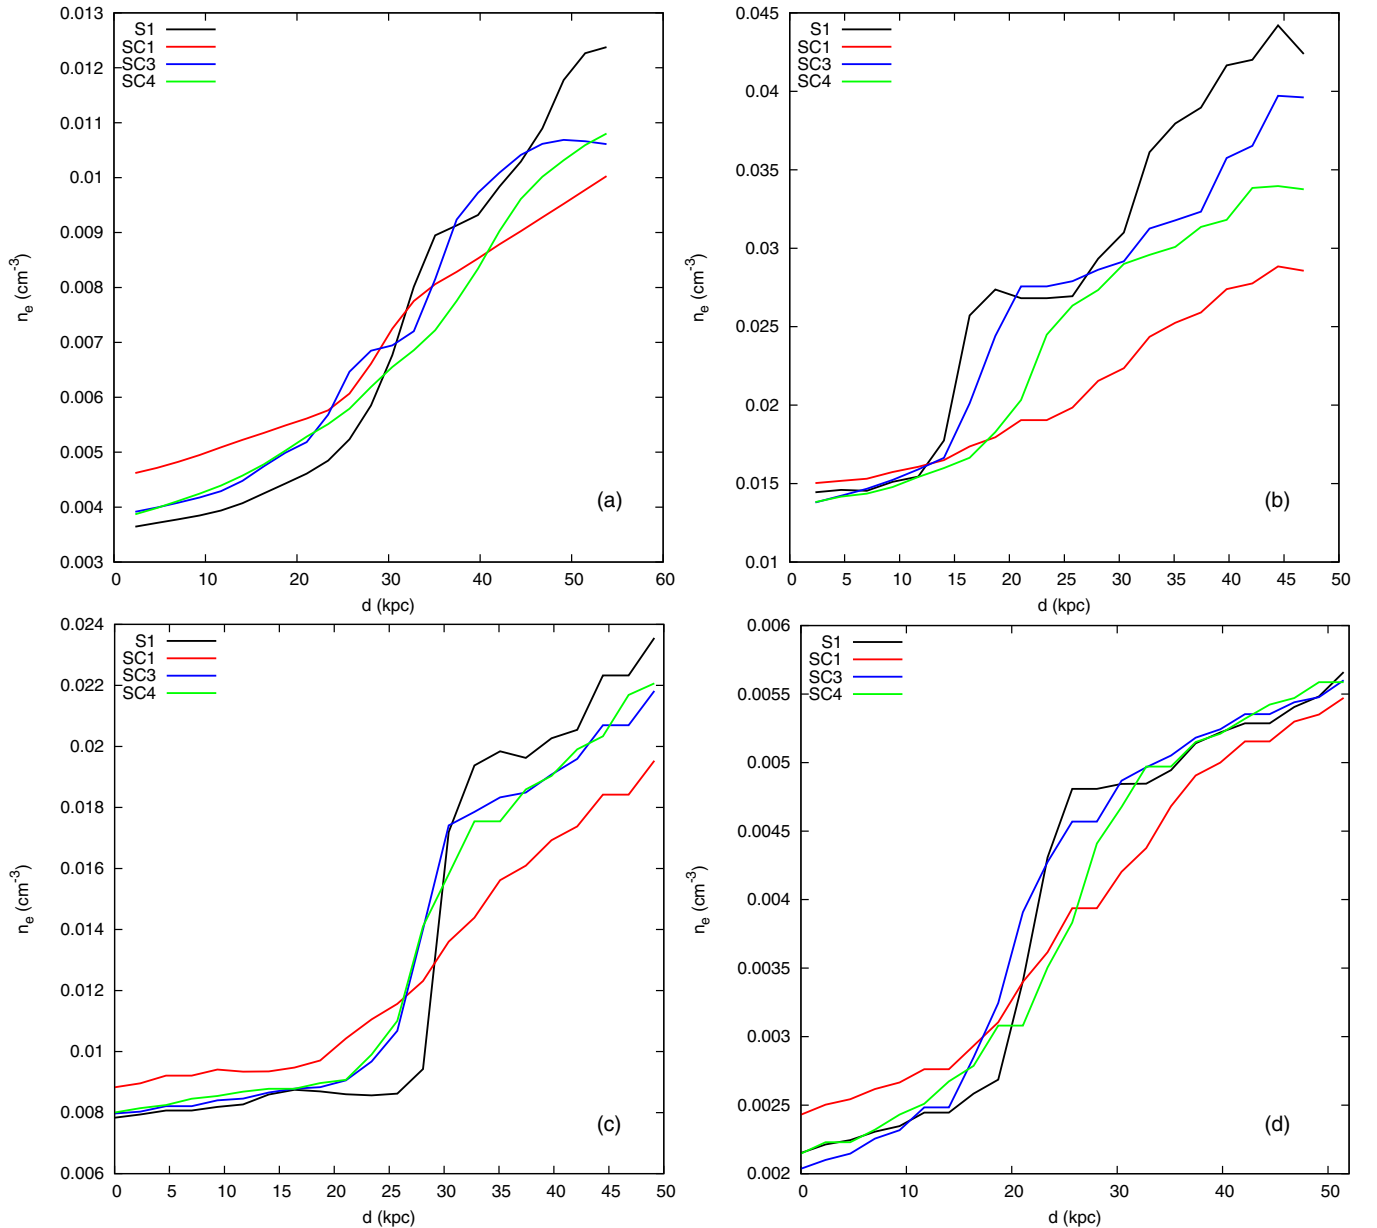 0.013
0.012
0.011
0.01
0.009
0.008
0.007
0.006
0.005
0.004
0.003
n_e (cm^-3)
S1
SC1
SC3
SC4
(a)
0 10 20 30 40 50 60
d (kpc)
0.045
0.04
0.035
0.03
0.025
0.02
0.015
0.01
n_e (cm^-3)
S1
SC1
SC3
SC4
(b)
0 5 10 15 20 25 30 35 40 45 50
d (kpc)
0.024
0.022
0.02
0.018
0.016
0.014
0.012
0.01
0.008
0.006
n_e (cm^-3)
S1
SC1
SC3
SC4
(c)
0 5 10 15 20 25 30 35 40 45 50
d (kpc)
0.006
0.0055
0.005
0.0045
0.004
0.0035
0.003
0.0025
0.002
n_e (cm^-3)
S1
SC1
SC3
SC4
(d)
0 10 20 30 40 50
d (kpc)